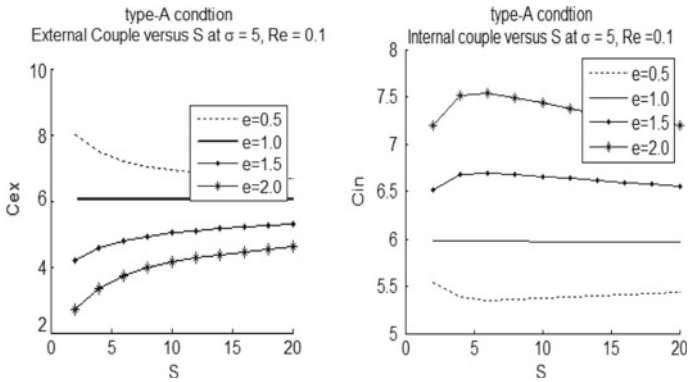 type-A condtion
External Couple versus S at σ = 5, Re = 0.1
10
8
6
4
2
Cex
0
5
10
15
20
S
e=0.5
e=1.0
e=1.5
e=2.0
type-A condition
Internal couple versus S at σ = 5, Re =0.1
8
7.5
7
6.5
6
5.5
5
Cin
0
5
10
15
20
S
e=0.5
e=1.0
e=1.5
e=2.0